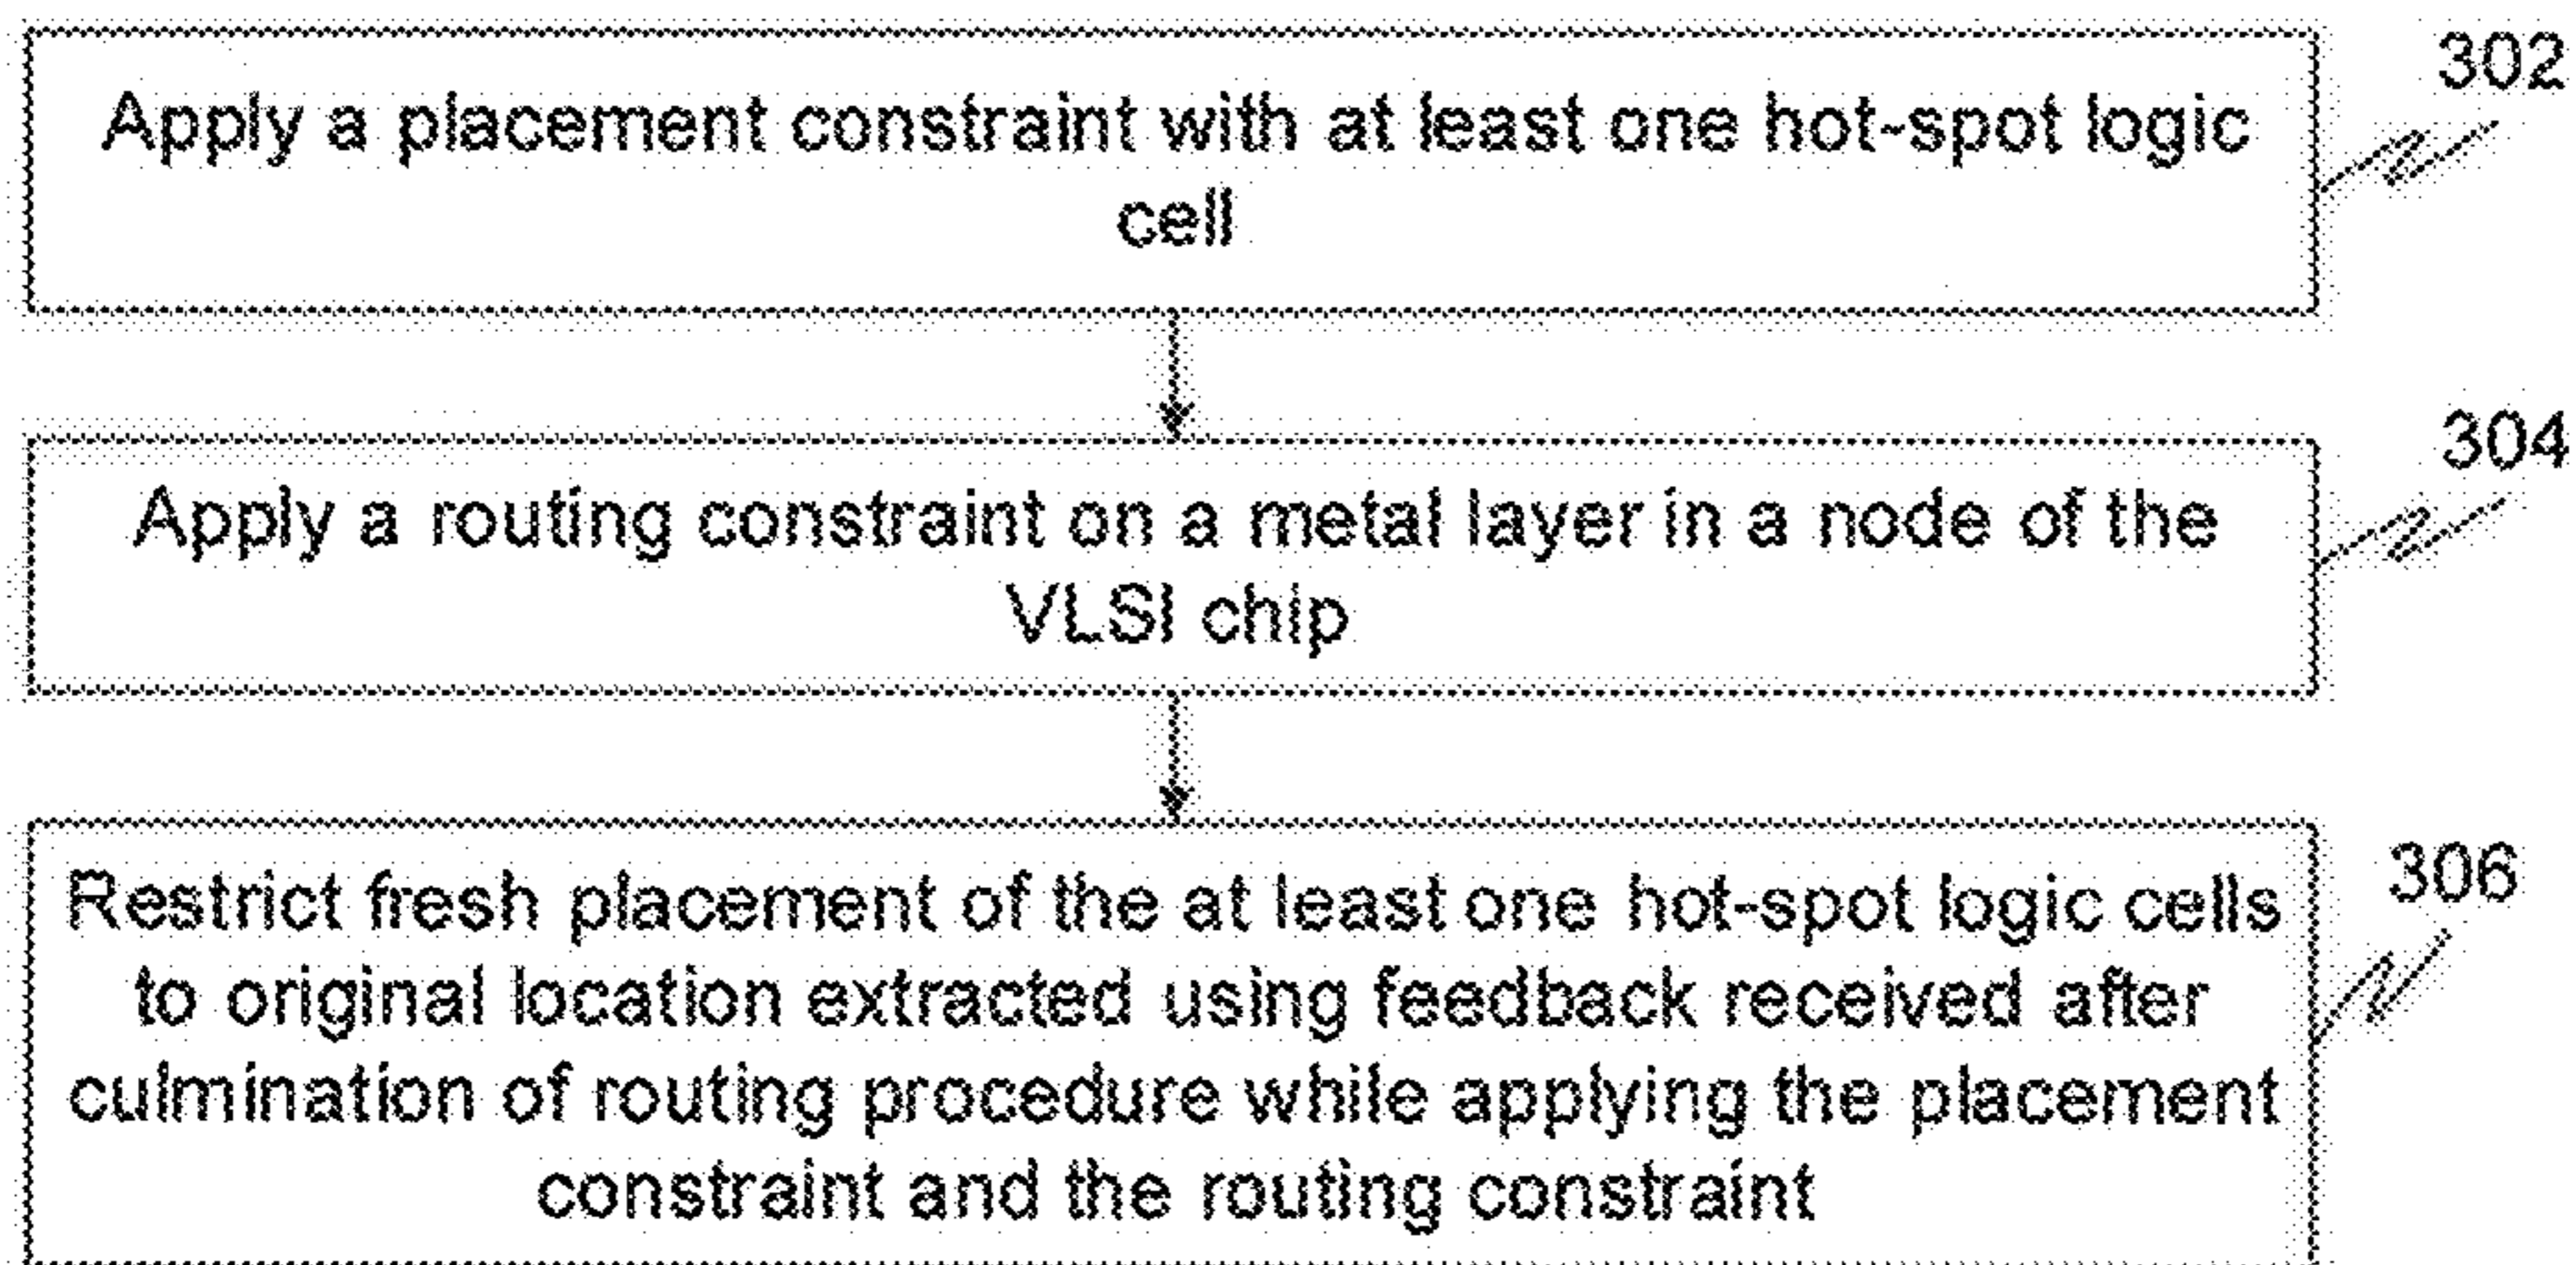 302
Apply a placement constraint with at least one hot-spot logic
cell
304
Apply a routing constraint on a metal layer in a node of the
VLSI chip
306
Restrict fresh placement of the at least one hot-spot logic cells
to original location extracted using feedback received after
culmination of routing procedure while applying the placement
constraint and the routing constraint